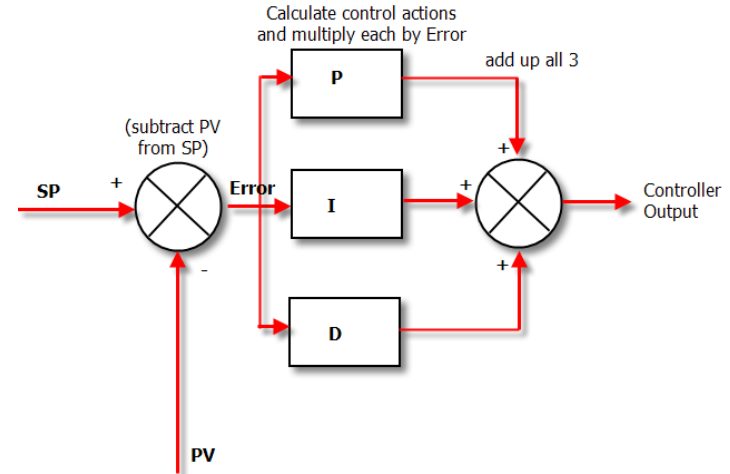 Calculate control actions
and multiply each by Error
P
add up all 3
(subtract PV
from SP)
+
SP
+
Error
I
+
Controller
Output
-
+
D
PV